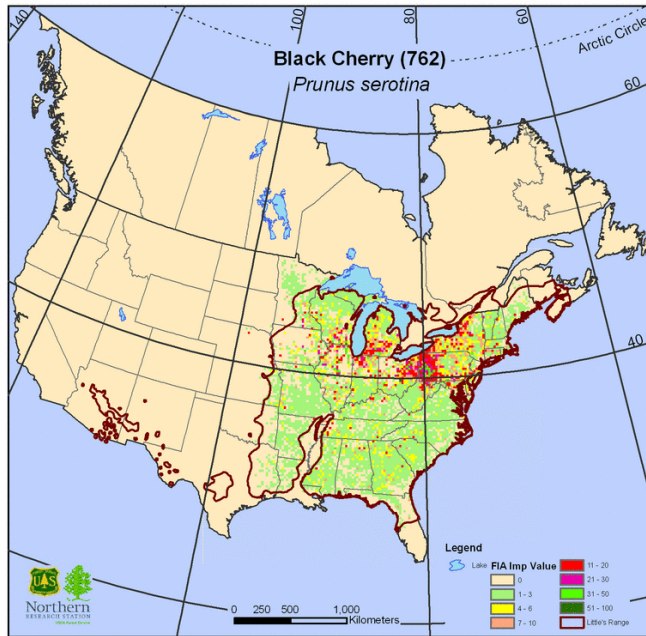 140
100
60
Arctic Circle
Black Cherry (762)
Prunus serotina
60
40
Legend
Lake
FIA Imp Value
0
1 - 3
4 - 6
7 - 10
11 - 20
21 - 30
31 - 50
51 - 100
Little's Range
UAS
Northern
RESEARCH STATION
0 250 500 1,000
Kilometers